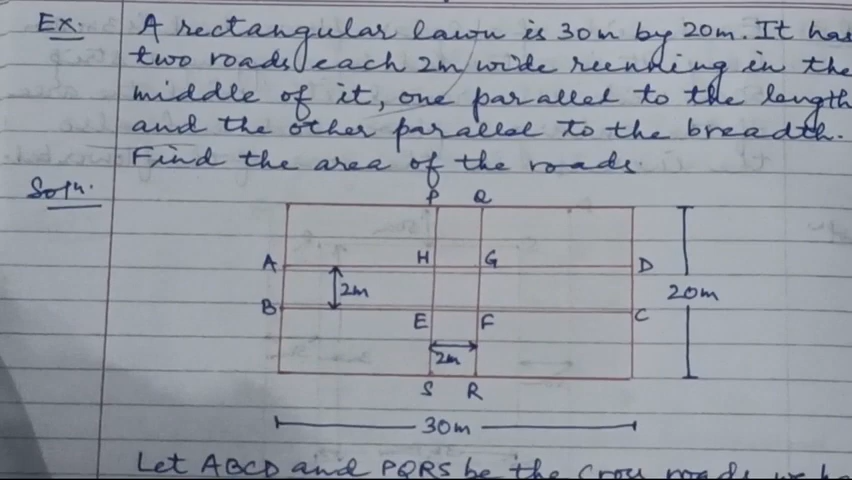 Ex. A rectangular lawn is 30m by 20m. It has
two roads each 2m wide running in the
middle of it, one parallel to the length
and the other parallel to the breadth.
Find the area of the roads.
Soln.
P Q
A H G D
2m
20m
B E F C
2m
S R
30m
Let ABCD and PQRS be the cross roads we ha